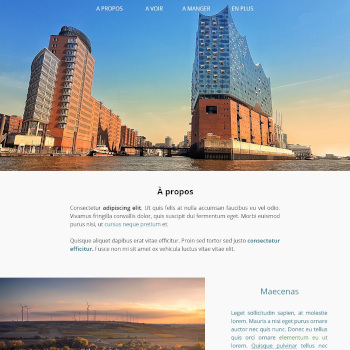 A PROPOS A VOIR A MANGER EN PLUS
À propos
Consectetur adipiscing elit. Ut quis felis at nulla accumsan faucibus eu vel odio.
Vivamus fringilla convallis dolor, quis suscipit dui fermentum eget. Morbi euismod
purus nisi, ut cursus neque pretium et.
Quisque aliquet dapibus erat vitae efficitur. Proin sed tortor sed justo consectetur
efficitur. Fusce non mi sit amet ex vehicula luctus vitae vitae elit.
Maecenas
Leget sollicitudin sapien, at molestie
lorem. Mauris a nisi eget purus ornare
auctor nec quis nunc. Donec eu tellus
quis orci ornare elementum eu ut
lorem. Quisque pulvinar tellus nec